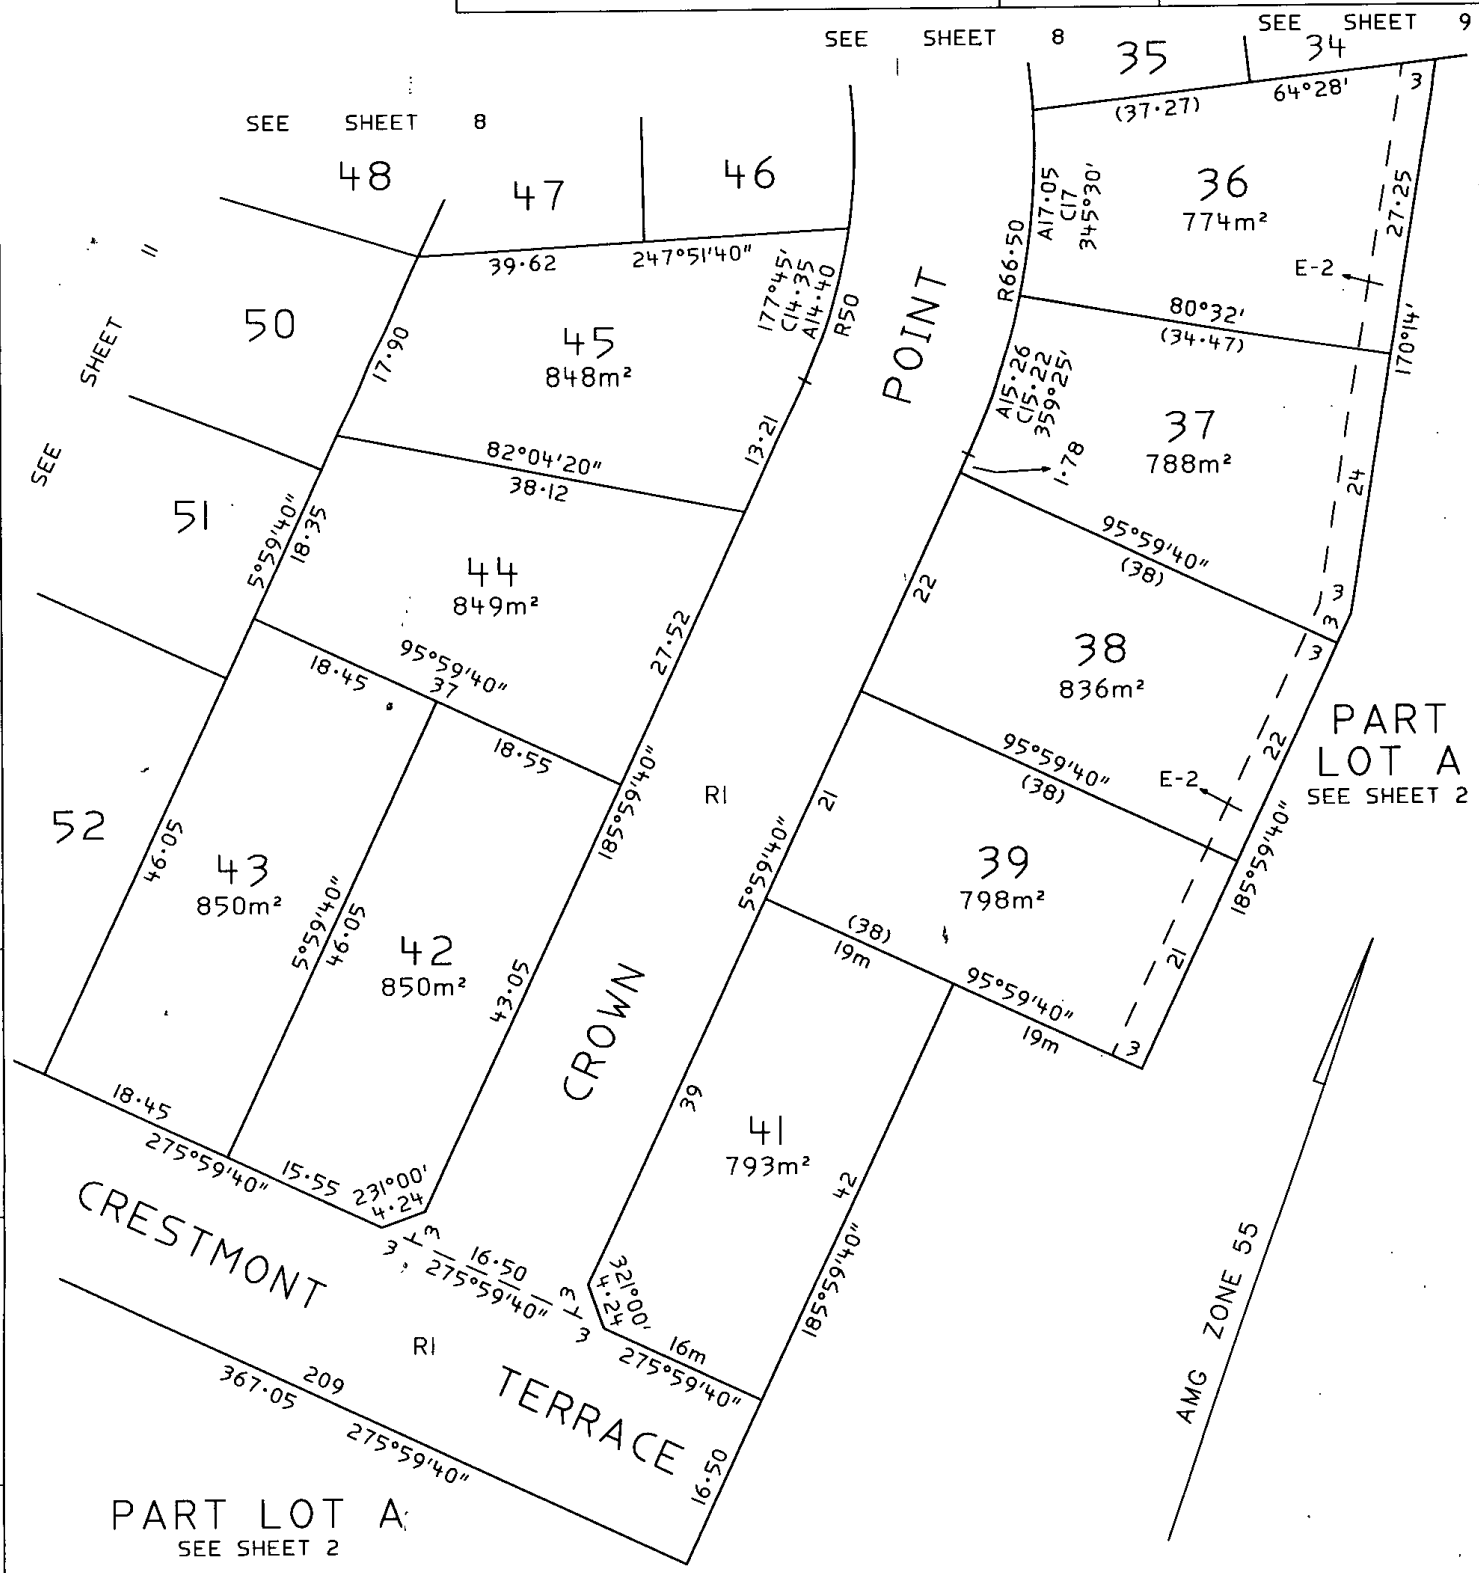 SEE SHEET 8
SEE SHEET 9
35
34
(37·27)
64°28'
3
SEE SHEET 8
48
47
46
36
774m²
A17·05
C17
345°30'
27·25
R66·50
E-2
39·62
247°51'40"
177°45'
C14·35
A14·40
R50
SEE SHEET 11
50
17·90
45
848m²
POINT
80°32'
(34·47)
170°14'
A15·26
C15·22
359°25'
1·78
37
788m²
24
3
3
13·21
82°04'20"
38·12
51
5°59'40"
18·35
44
849m²
95°59'40"
(38)
22
38
836m²
3
22
PART
LOT A
SEE SHEET 2
27·52
95°59'40"
18·45
37
18·55
185°59'40"
R1
21
95°59'40"
(38)
E-2
185°59'40"
52
46·05
43
850m²
5°59'40"
46·05
42
850m²
43·05
5°59'40"
39
798m²
(38)
19m
95°59'40"
19m
21
3
CROWN
39
41
793m²
42
185°59'40"
18·45
275°59'40"
15·55
231°00'
4·24
3
3
16·50
275°59'40"
3
3
321°00'
4·24
16m
275°59'40"
CRESTMONT
TERRACE
R1
209
367·05
275°59'40"
16·50
AMG ZONE 55
PART LOT A
SEE SHEET 2